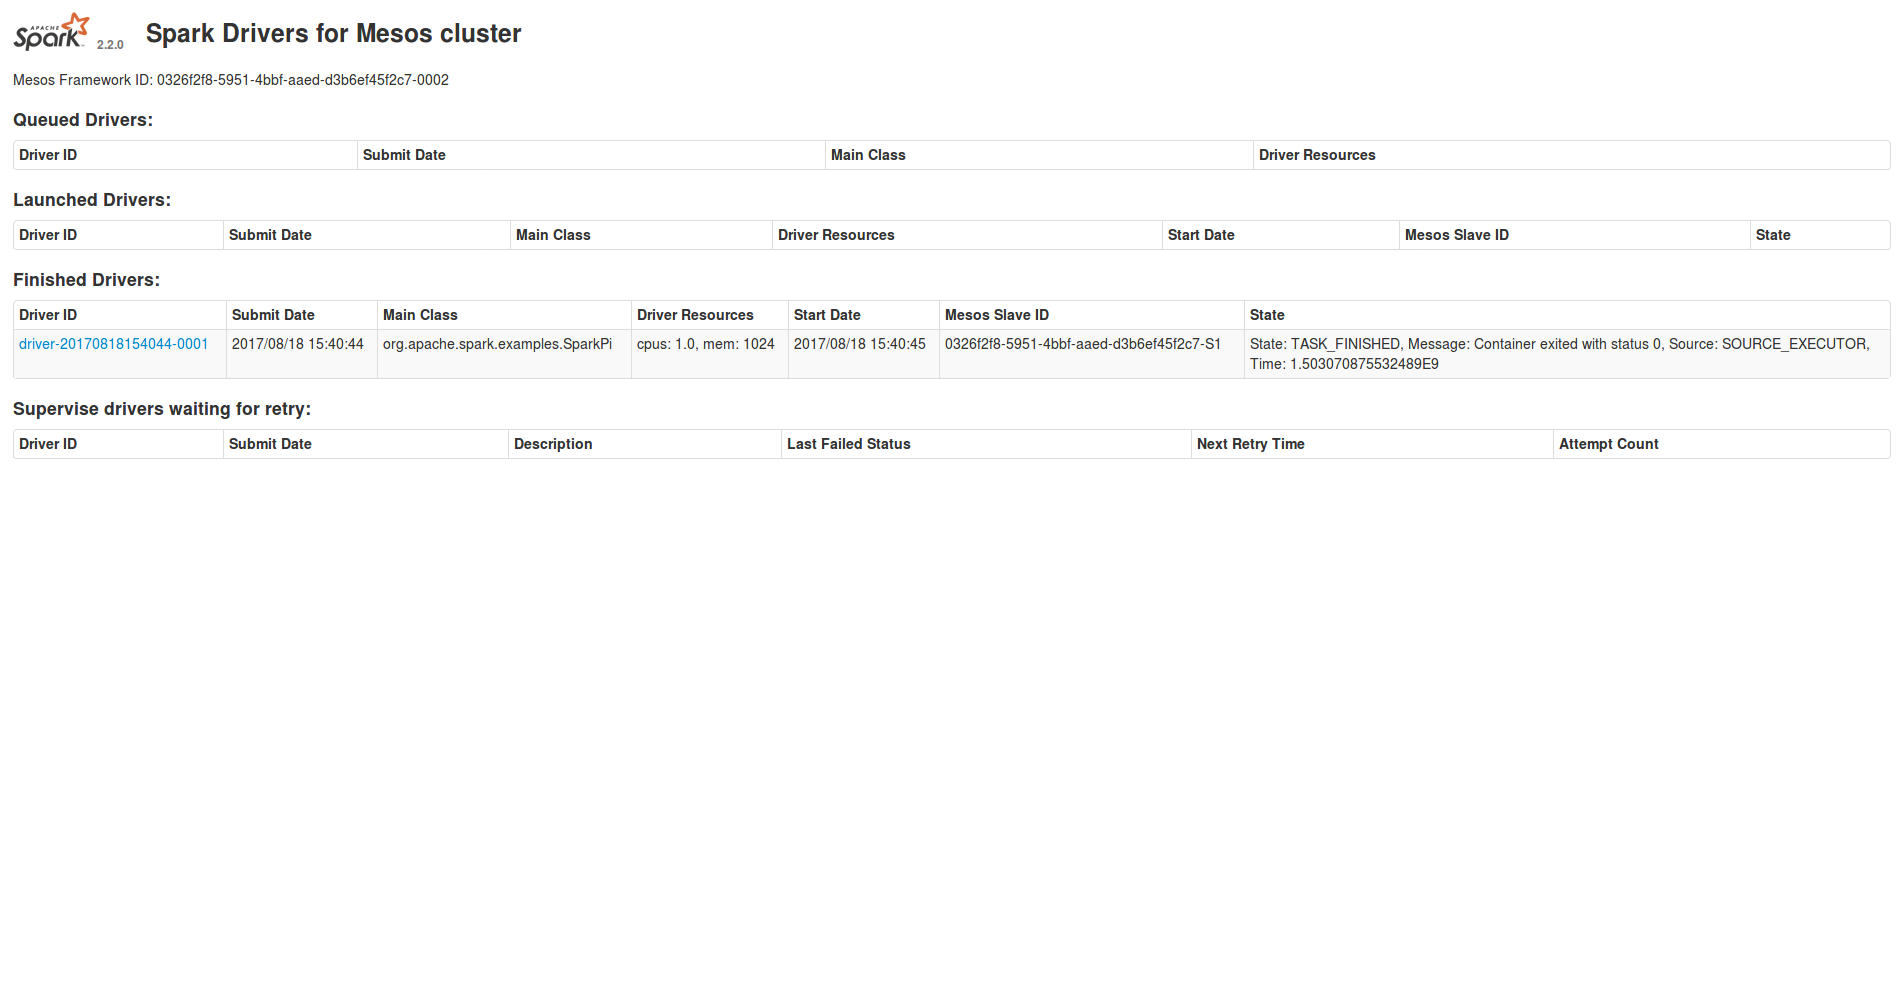 APACHE
Spark 2.2.0 Spark Drivers for Mesos cluster
Mesos Framework ID: 0326f2f8-5951-4bbf-aaed-d3b6ef45f2c7-0002
Queued Drivers:
Driver ID Submit Date Main Class Driver Resources
Launched Drivers:
Driver ID Submit Date Main Class Driver Resources Start Date Mesos Slave ID State
Finished Drivers:
Driver ID Submit Date Main Class Driver Resources Start Date Mesos Slave ID State
driver-20170818154044-0001 2017/08/18 15:40:44 org.apache.spark.examples.SparkPi cpus: 1.0, mem: 1024 2017/08/18 15:40:45 0326f2f8-5951-4bbf-aaed-d3b6ef45f2c7-S1 State: TASK_FINISHED, Message: Container exited with status 0, Source: SOURCE_EXECUTOR,
Time: 1.503070875532489E9
Supervise drivers waiting for retry:
Driver ID Submit Date Description Last Failed Status Next Retry Time Attempt Count